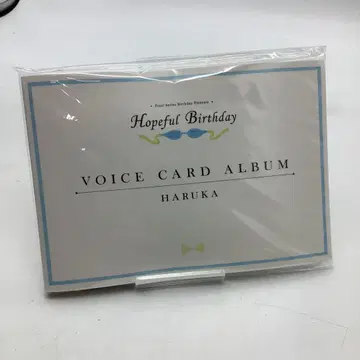 Hopeful Birthday
VOICE CARD ALBUM
HARUKA